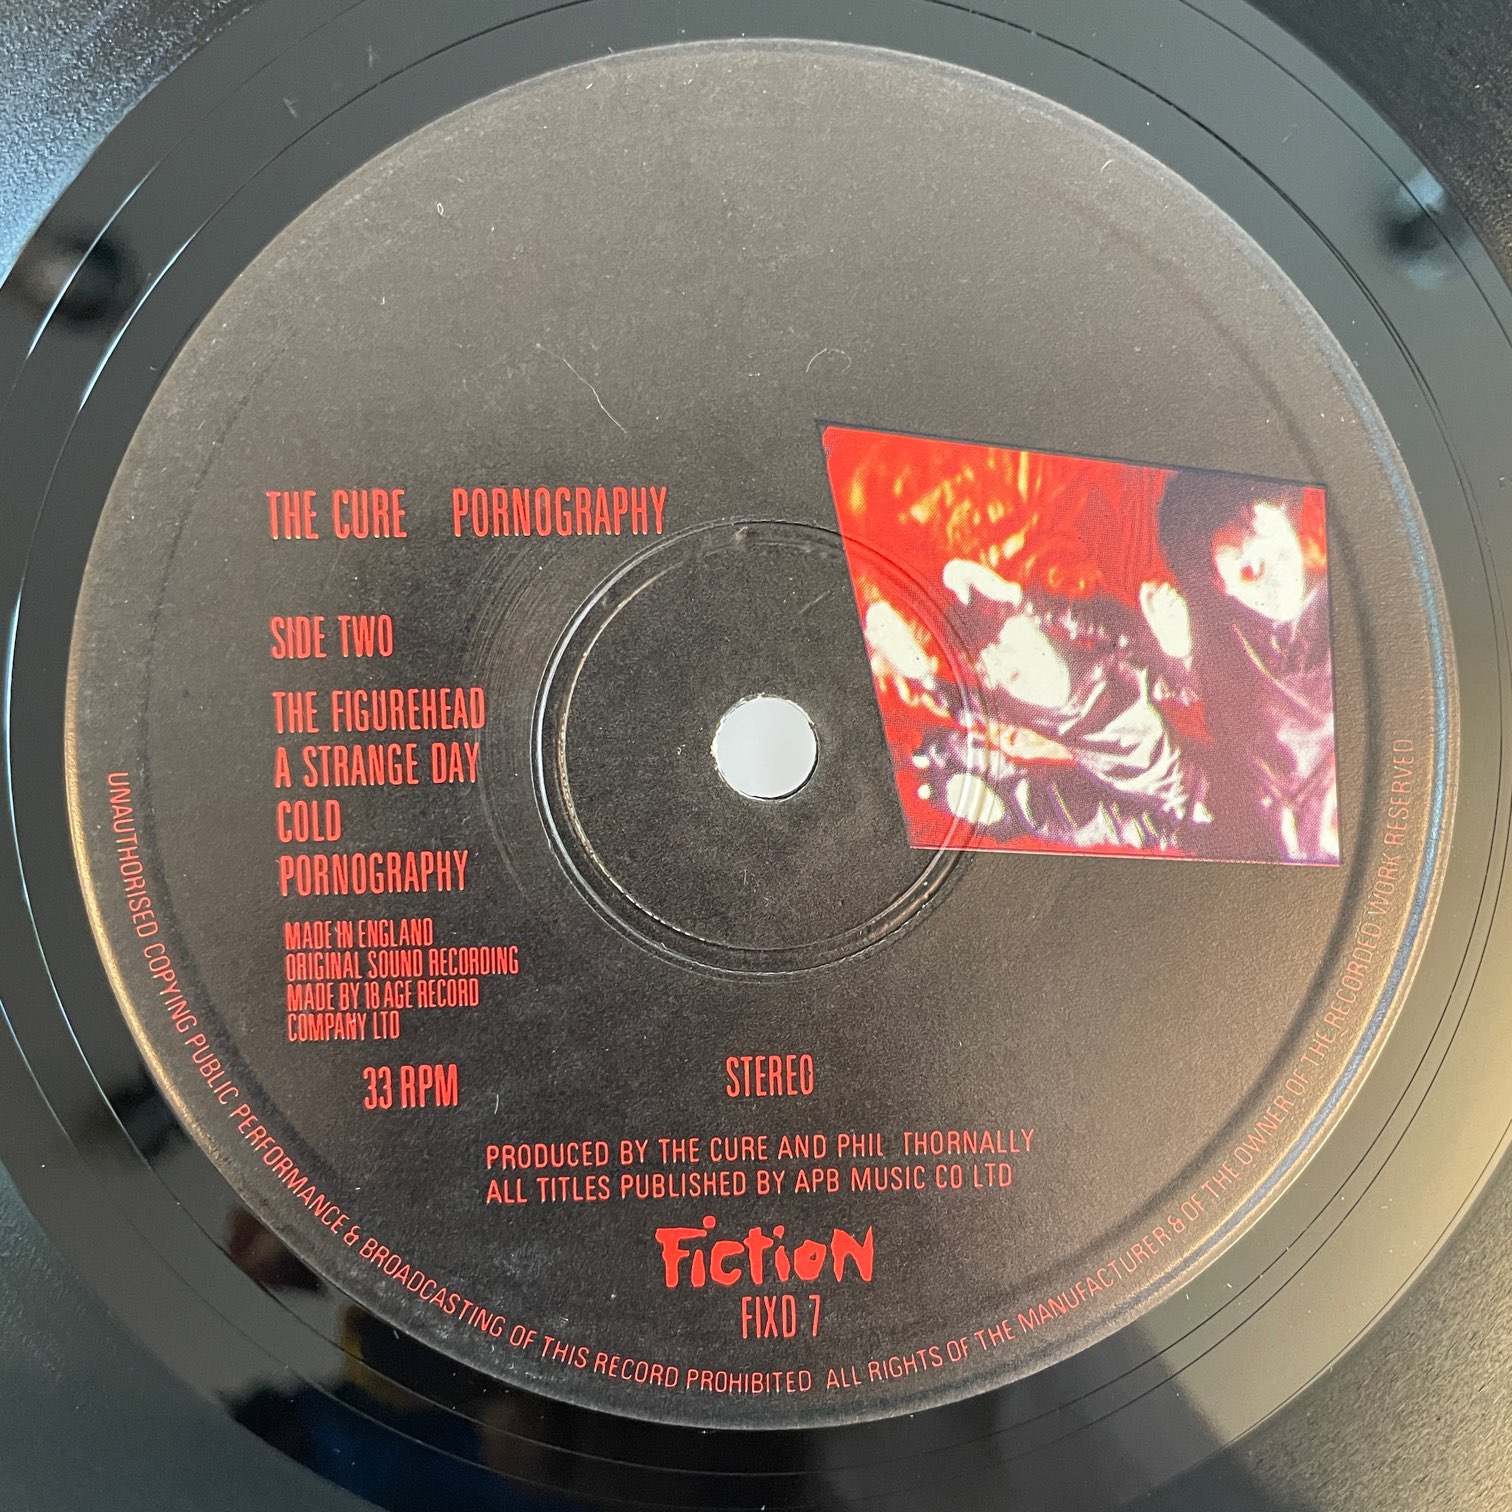 THE CURE PORNOGRAPHY
SIDE TWO
THE FIGUREHEAD
A STRANGE DAY
COLD
PORNOGRAPHY
MADE IN ENGLAND
ORIGINAL SOUND RECORDING
MADE BY 18 AGE RECORD
COMPANY LTD
33 RPM
STEREO
PRODUCED BY THE CURE AND PHIL THORNALLY
ALL TITLES PUBLISHED BY APB MUSIC CO LTD
FICTION
FIXD 7
UNAUTHORISED COPYING PUBLIC PERFORMANCE & BROADCASTING OF THIS RECORD PROHIBITED ALL RIGHTS OF THE MANUFACTURER & OF THE OWNER OF THE RECORDED WORK RESERVED